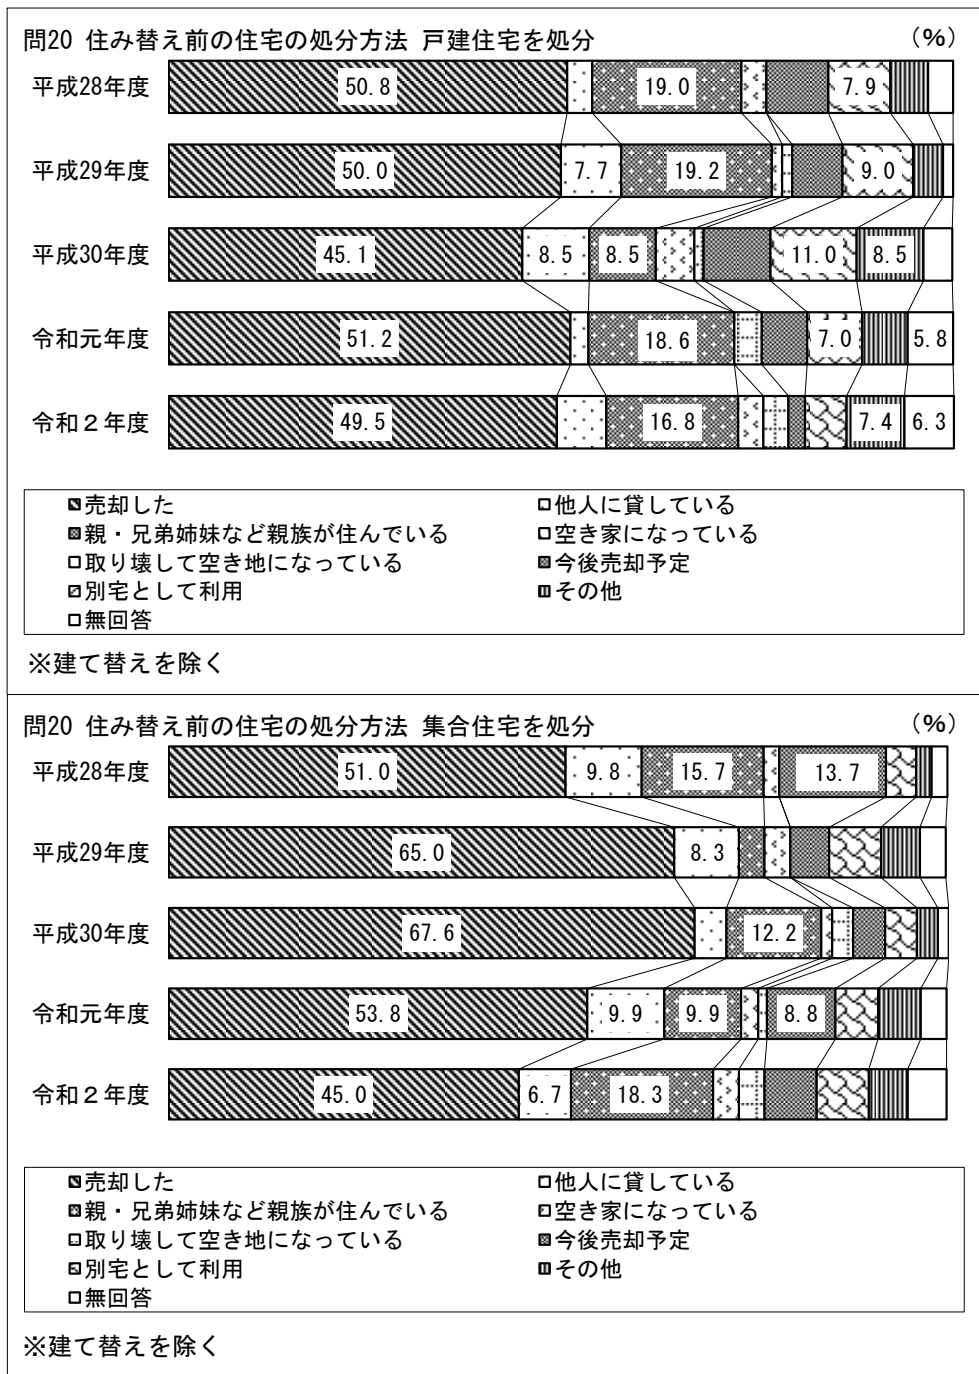 問20 住み替え前の住宅の処分方法 戸建住宅を処分 (%)
平成28年度 50.8 19.0 7.9
平成29年度 50.0 7.7 19.2 9.0
平成30年度 45.1 8.5 8.5 11.0 8.5
令和元年度 51.2 18.6 7.0 5.8
令和２年度 49.5 16.8 7.4 6.3
売却した 他人に貸している
親・兄弟姉妹など親族が住んでいる 空き家になっている
取り壊して空き地になっている 今後売却予定
別宅として利用 その他
無回答
※建て替えを除く
問20 住み替え前の住宅の処分方法 集合住宅を処分 (%)
平成28年度 51.0 9.8 15.7 13.7
平成29年度 65.0 8.3
平成30年度 67.6 12.2
令和元年度 53.8 9.9 9.9 8.8
令和２年度 45.0 6.7 18.3
売却した 他人に貸している
親・兄弟姉妹など親族が住んでいる 空き家になっている
取り壊して空き地になっている 今後売却予定
別宅として利用 その他
無回答
※建て替えを除く